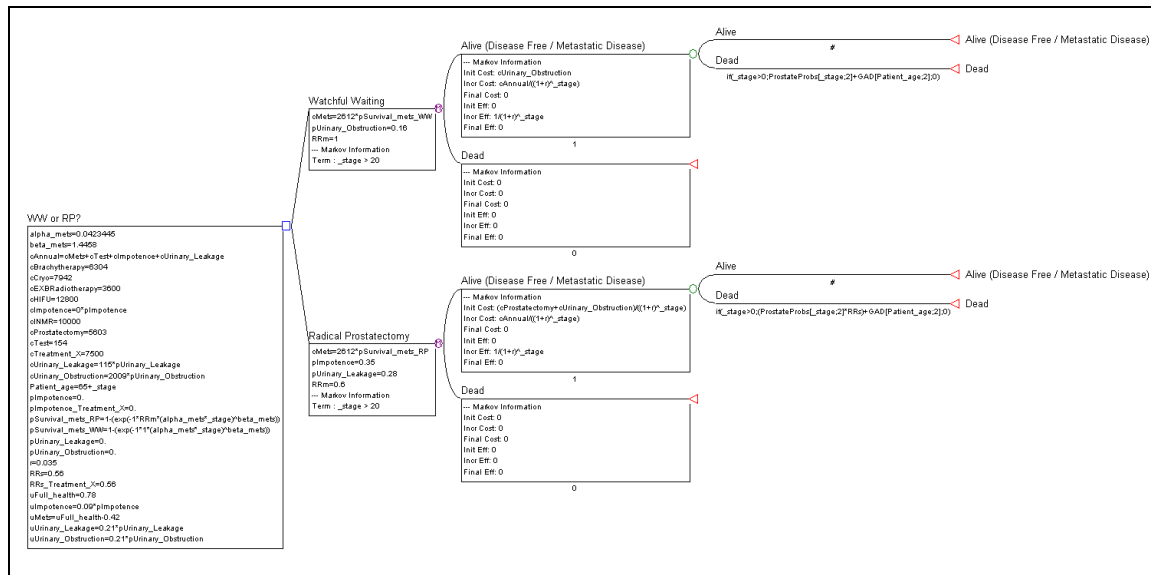 WW or RP?
alpha_mets=0.0423445
beta_mets=1.4458
cAnnual=cMets+cTest+cImpotence+cUrinary_Leakage
cBrachytherapy=6304
cCryo=7942
cEXBRadiotherapy=3600
cHIFU=12800
cImpotence=0*pImpotence
cINMR=10000
cProstatectomy=5603
cTest=154
cTreatment_X=7500
cUrinary_Leakage=115*pUrinary_Leakage
cUrinary_Obstruction=2009*pUrinary_Obstruction
Patient_age=65+_stage
pImpotence=0.
pImpotence_Treatment_X=0.
pSurvival_mets_RP=1-(exp(-1*RRm*(alpha_mets*_stage)^beta_mets))
pSurvival_mets_WW=1-(exp(-1*1*(alpha_mets*_stage)^beta_mets))
pUrinary_Leakage=0.
pUrinary_Obstruction=0.
r=0.035
RRs=0.56
RRs_Treatment_X=0.56
uFull_health=0.78
uImpotence=0.09*pImpotence
uMets=uFull_health-0.42
uUrinary_Leakage=0.21*pUrinary_Leakage
uUrinary_Obstruction=0.21*pUrinary_Obstruction
Watchful Waiting
cMets=2612*pSurvival_mets_WW
pUrinary_Obstruction=0.16
RRm=1
--- Markov Information
Term : _stage > 20
Alive (Disease Free / Metastatic Disease)
--- Markov Information
Init Cost: cUrinary_Obstruction
Incr Cost: cAnnual/((1+r)^_stage)
Final Cost: 0
Init Eff: 0
Incr Eff: 1/(1+r)^_stage
Final Eff: 0
1
Alive
#
Alive (Disease Free / Metastatic Disease)
Dead
if(_stage>0;ProstateProbs[_stage;2]+GAD[Patient_age;2];0)
Dead
Dead
--- Markov Information
Init Cost: 0
Incr Cost: 0
Final Cost: 0
Init Eff: 0
Incr Eff: 0
Final Eff: 0
0
Radical Prostatectomy
cMets=2612*pSurvival_mets_RP
pImpotence=0.35
pUrinary_Leakage=0.28
RRm=0.6
--- Markov Information
Term : _stage > 20
Alive (Disease Free / Metastatic Disease)
--- Markov Information
Init Cost: (cProstatectomy+cUrinary_Obstruction)/((1+r)^_stage)
Incr Cost: cAnnual/((1+r)^_stage)
Final Cost: 0
Init Eff: 0
Incr Eff: 1/(1+r)^_stage
Final Eff: 0
1
Alive
#
Alive (Disease Free / Metastatic Disease)
Dead
if(_stage>0;(ProstateProbs[_stage;2]*RRs)+GAD[Patient_age;2];0)
Dead
Dead
--- Markov Information
Init Cost: 0
Incr Cost: 0
Final Cost: 0
Init Eff: 0
Incr Eff: 0
Final Eff: 0
0